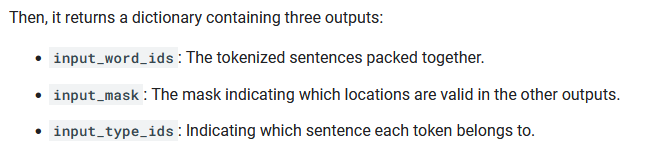 Then, it returns a dictionary containing three outputs:
• input_word_ids: The tokenized sentences packed together.
• input_mask: The mask indicating which locations are valid in the other outputs.
• input_type_ids: Indicating which sentence each token belongs to.